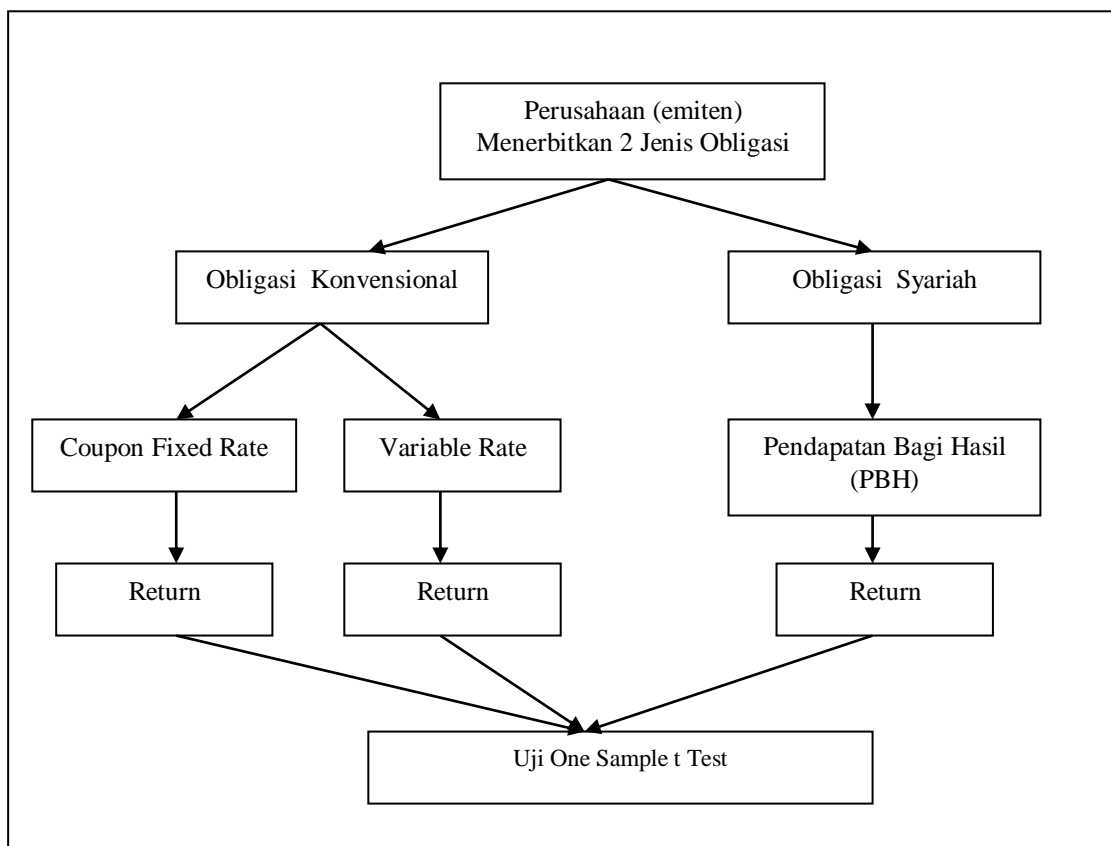 Perusahaan (emiten)
Menerbitkan 2 Jenis Obligasi
Obligasi Konvensional
Obligasi Syariah
Coupon Fixed Rate
Variable Rate
Pendapatan Bagi Hasil
(PBH)
Return
Return
Return
Uji One Sample t Test